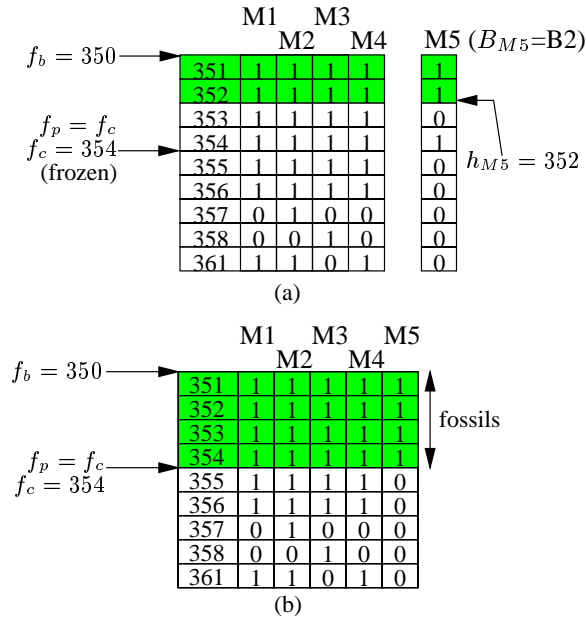 M1 M3
M2 M4 M5 (B_{M5}=B2)
f_b = 350
351 1 1 1 1 1
352 1 1 1 1 1
353 1 1 1 1 0
354 1 1 1 1 1
355 1 1 1 1 0
356 1 1 1 1 0
357 0 1 0 0 0
358 0 0 1 0 0
361 1 1 0 1 0
f_p = f_c
f_c = 354
(frozen)
h_{M5} = 352
(a)
M1 M3 M5
M2 M4
f_b = 350
351 1 1 1 1 1
352 1 1 1 1 1
353 1 1 1 1 1
354 1 1 1 1 1
355 1 1 1 1 0
356 1 1 1 1 0
357 0 1 0 0 0
358 0 0 1 0 0
361 1 1 0 1 0
fossils
f_p = f_c
f_c = 354
(b)